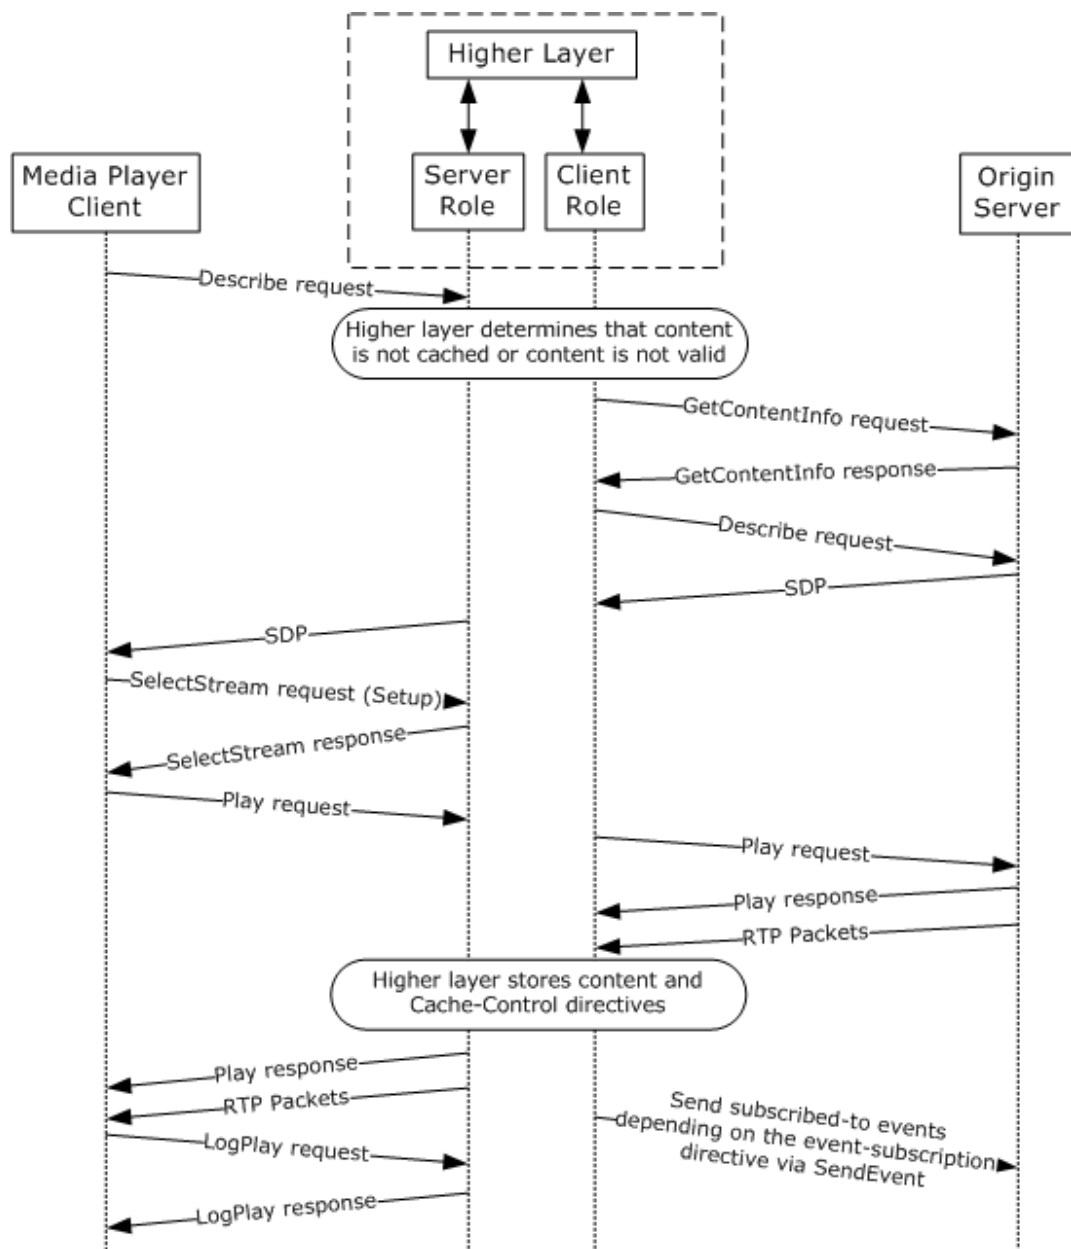 Higher Layer
Media Player
Client
Server
Role
Client
Role
Origin
Server
Describe request
Higher layer determines that content
is not cached or content is not valid
GetContentInfo request
GetContentInfo response
Describe request
SDP
SDP
SelectStream request (Setup)
SelectStream response
Play request
Play request
Play response
RTP Packets
Higher layer stores content and
Cache-Control directives
Play response
RTP Packets
Send subscribed-to events
depending on the event-subscription
directive via SendEvent
LogPlay request
LogPlay response